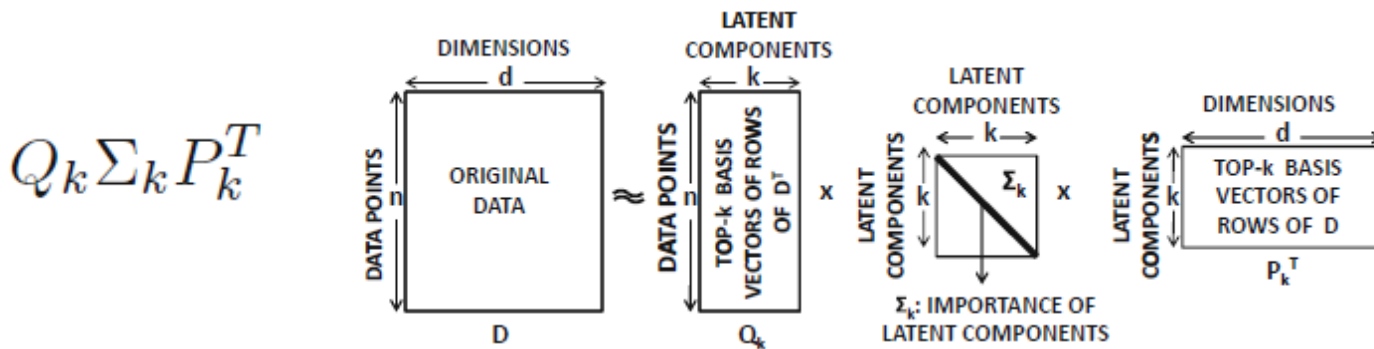 Q_k Σ_k P_k^T
DIMENSIONS
d
DATA POINTS
n
ORIGINAL
DATA
D
≈
LATENT
COMPONENTS
k
DATA POINTS
n
TOP-k BASIS
VECTORS OF ROWS
OF D^T
Q_k
x
LATENT
COMPONENTS
k
LATENT
COMPONENTS
k
Σ_k
Σ_k: IMPORTANCE OF
LATENT COMPONENTS
x
DIMENSIONS
d
LATENT
COMPONENTS
k
TOP-k BASIS
VECTORS OF
ROWS OF D
P_k^T